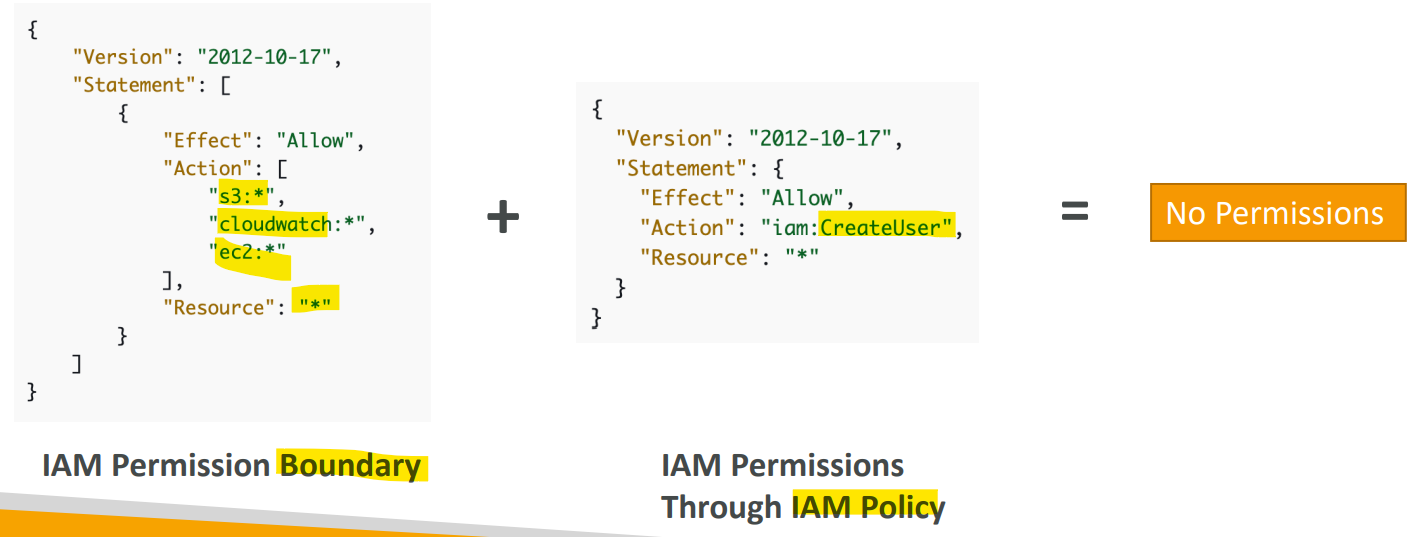 {
    "Version": "2012-10-17",
    "Statement": [
        {
            "Effect": "Allow",
            "Action": [
                "s3:*",
                "cloudwatch:*",
                "ec2:*"
            ],
            "Resource": "*"
        }
    ]
}
IAM Permission Boundary
+
{
  "Version": "2012-10-17",
  "Statement": {
    "Effect": "Allow",
    "Action": "iam:CreateUser",
    "Resource": "*"
  }
}
IAM Permissions
Through IAM Policy
=
No Permissions